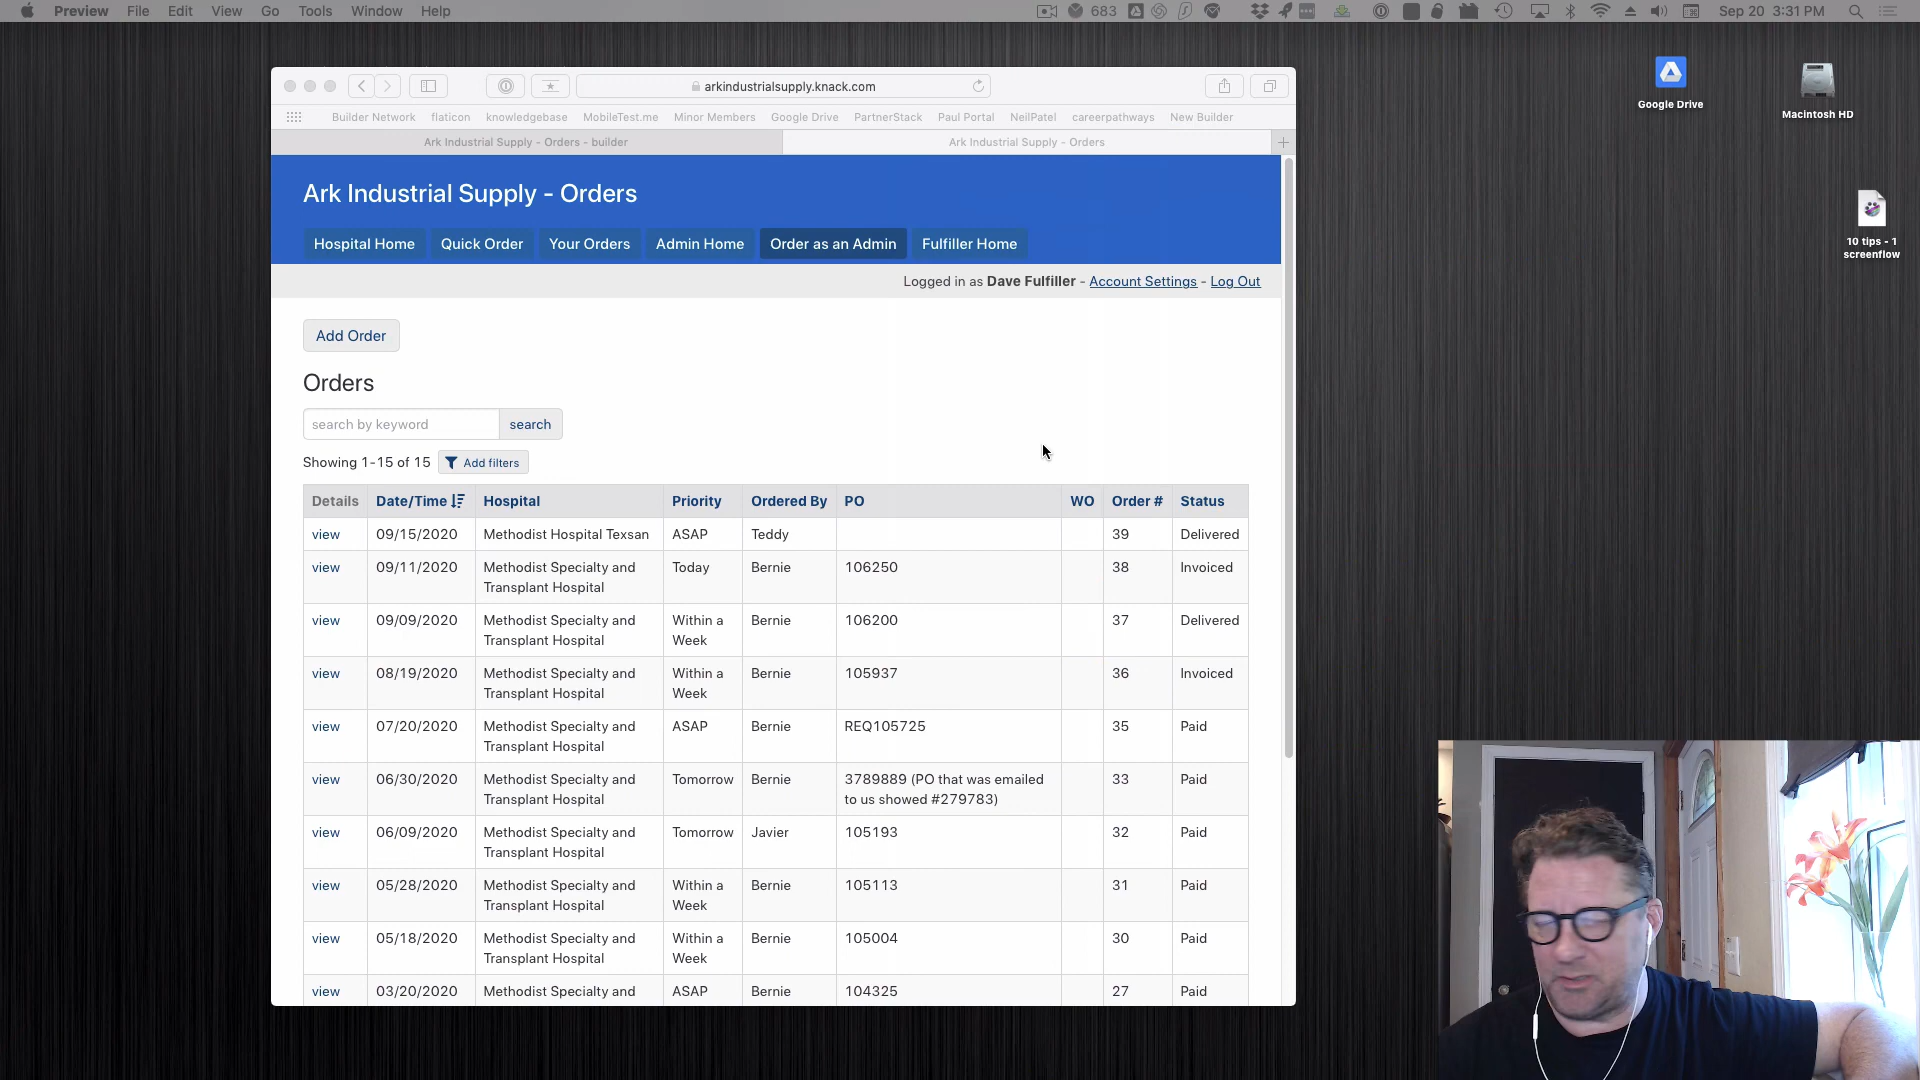 Preview File Edit View Go Tools Window Help 683 Sep 20 3:31 PM
Google Drive
Macintosh HD
10 tips - 1
screenflow
arkindustrialsupply.knack.com
Builder Network flaticon knowledgebase MobileTest.me Minor Members Google Drive PartnerStack Paul Portal NeilPatel careerpathways New Builder
Ark Industrial Supply - Orders - builder Ark Industrial Supply - Orders
Ark Industrial Supply - Orders
Hospital Home Quick Order Your Orders Admin Home Order as an Admin Fulfiller Home
Logged in as Dave Fulfiller - Account Settings - Log Out
Add Order
Orders
search by keyword search
Showing 1-15 of 15 Add filters
Details Date/Time Hospital Priority Ordered By PO WO Order # Status
view 09/15/2020 Methodist Hospital Texsan ASAP Teddy 39 Delivered
view 09/11/2020 Methodist Specialty and Today Bernie 106250 38 Invoiced
Transplant Hospital
view 09/09/2020 Methodist Specialty and Within a Bernie 106200 37 Delivered
Transplant Hospital Week
view 08/19/2020 Methodist Specialty and Within a Bernie 105937 36 Invoiced
Transplant Hospital Week
view 07/20/2020 Methodist Specialty and ASAP Bernie REQ105725 35 Paid
Transplant Hospital
view 06/30/2020 Methodist Specialty and Tomorrow Bernie 3789889 (PO that was emailed 33 Paid
Transplant Hospital to us showed #279783)
view 06/09/2020 Methodist Specialty and Tomorrow Javier 105193 32 Paid
Transplant Hospital
view 05/28/2020 Methodist Specialty and Within a Bernie 105113 31 Paid
Transplant Hospital Week
view 05/18/2020 Methodist Specialty and Within a Bernie 105004 30 Paid
Transplant Hospital Week
view 03/20/2020 Methodist Specialty and ASAP Bernie 104325 27 Paid